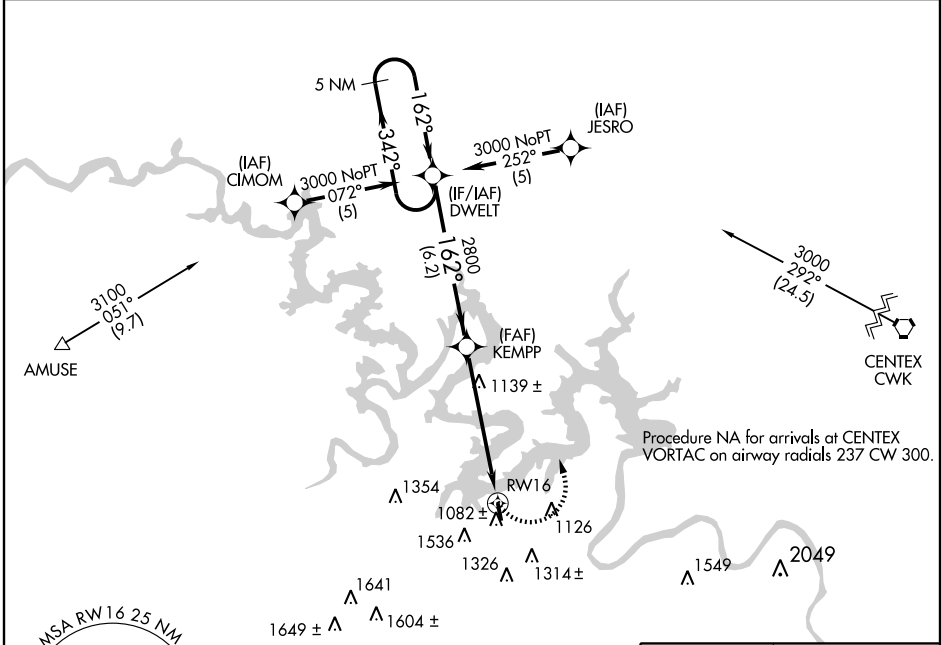 5 NM
162°
342°
(IAF)
JESRO
3000 NoPT
252°
(5)
(IAF)
CIMOM
3000 NoPT
072°
(5)
(IF/IAF)
DWELT
2800
162°
(6.2)
3100
051°
(9.7)
AMUSE
3000
292°
(24.5)
CENTEX
CWK
(FAF)
KEMPP
1139 ±
Procedure NA for arrivals at CENTEX
VORTAC on airway radials 237 CW 300.
1354
RW16
1082 ±
1126
1536
1326
1314 ±
1549
2049
1641
1649 ±
1604 ±
MSA RW16 25 NM